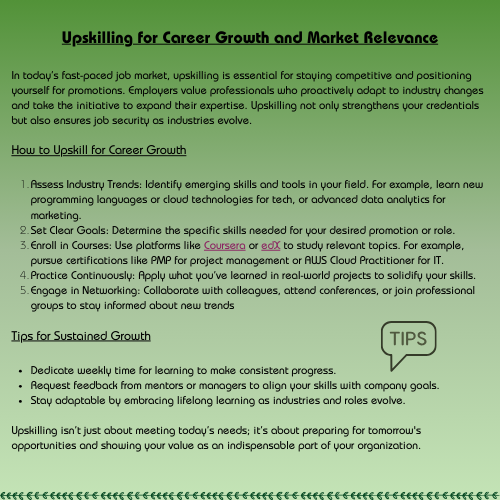 Upskilling for Career Growth and Market Relevance
In today's fast-paced job market, upskilling is essential for staying competitive and positioning
yourself for promotions. Employers value professionals who proactively adapt to industry changes
and take the initiative to expand their expertise. Upskilling not only strengthens your credentials
but also ensures job security as industries evolve.
How to Upskill for Career Growth
1. Assess Industry Trends: Identify emerging skills and tools in your field. For example, learn new
programming languages or cloud technologies for tech, or advanced data analytics for
marketing.
2. Set Clear Goals: Determine the specific skills needed for your desired promotion or role.
3. Enroll in Courses: Use platforms like Coursera or edX to study relevant topics. For example,
pursue certifications like PMP for project management or AWS Cloud Practitioner for IT.
4. Practice Continuously: Apply what you've learned in real-world projects to solidify your skills.
5. Engage in Networking: Collaborate with colleagues, attend conferences, or join professional
groups to stay informed about new trends
Tips for Sustained Growth
TIPS
• Dedicate weekly time for learning to make consistent progress.
• Request feedback from mentors or managers to align your skills with company goals.
• Stay adaptable by embracing lifelong learning as industries and roles evolve.
Upskilling isn't just about meeting today's needs; it's about preparing for tomorrow's
opportunities and showing your value as an indispensable part of your organization.